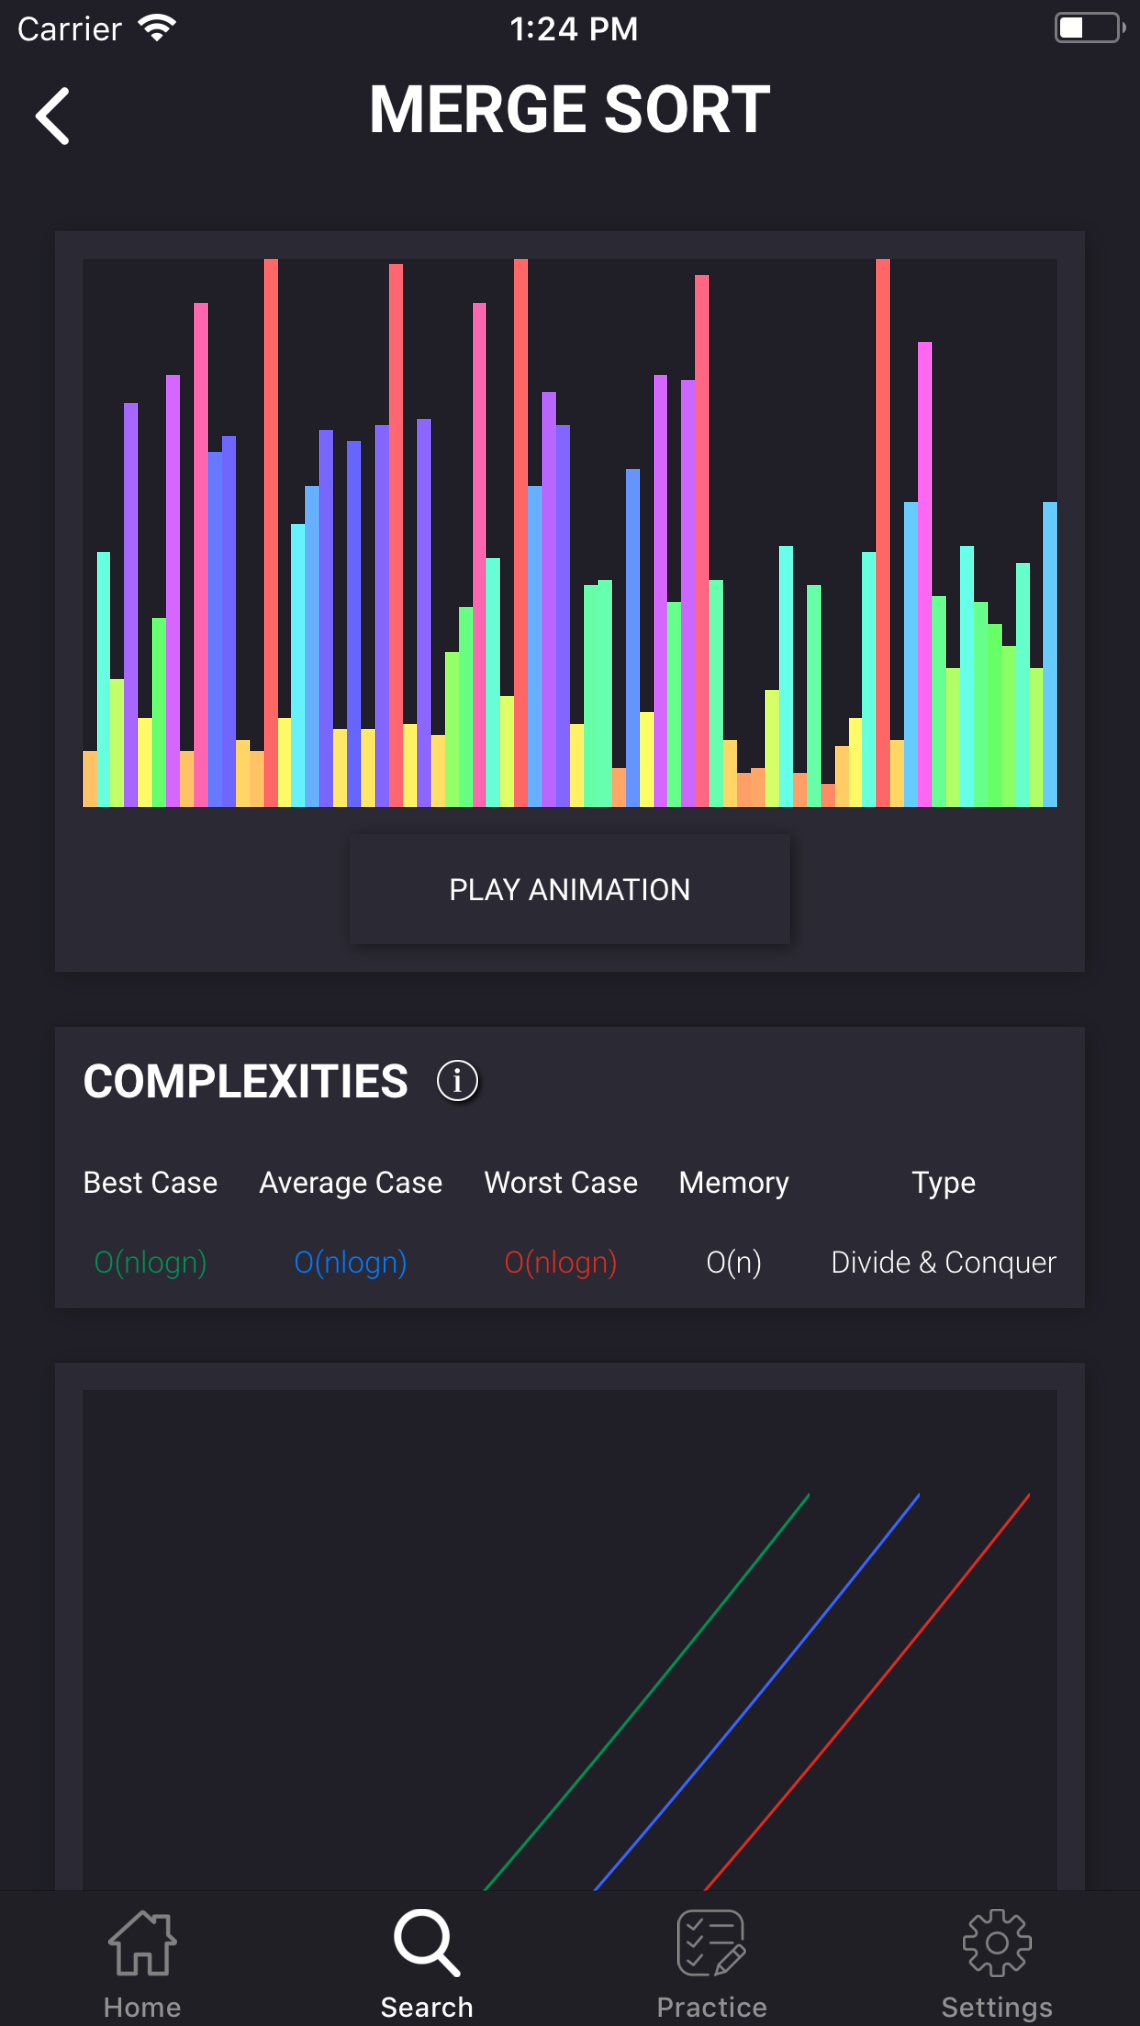 Carrier 1:24 PM
MERGE SORT
PLAY ANIMATION
COMPLEXITIES i
Best Case Average Case Worst Case Memory Type
O(nlogn) O(nlogn) O(nlogn) O(n) Divide & Conquer
Home Search Practice Settings